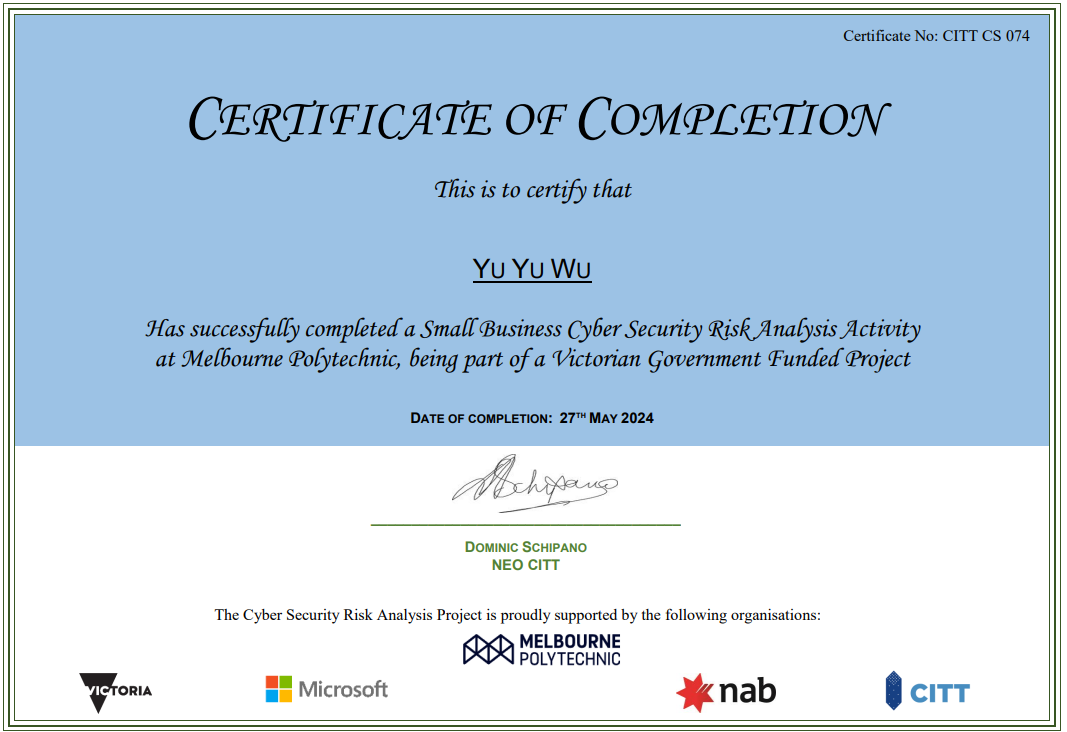 Certificate No: CITT CS 074
CERTIFICATE OF COMPLETION
This is to certify that
YU YU WU
Has successfully completed a Small Business Cyber Security Risk Analysis Activity
at Melbourne Polytechnic, being part of a Victorian Government Funded Project
DATE OF COMPLETION: 27TH MAY 2024
Schipano
DOMINIC SCHIPANO
NEO CITT
The Cyber Security Risk Analysis Project is proudly supported by the following organisations:
MELBOURNE
POLYTECHNIC
VICTORIA
Microsoft
nab
CITT